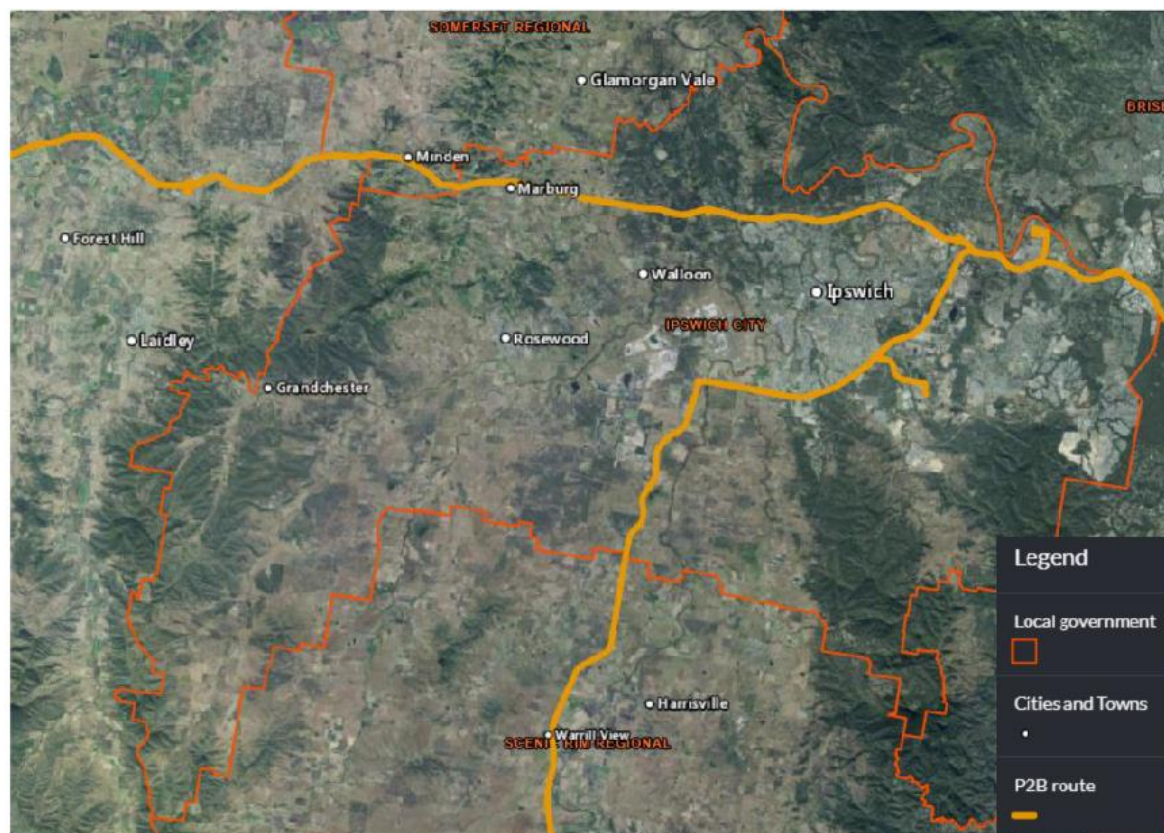 SOMERSET REGIONAL
Glamorgan Vale
BRISB
Minden
Marburg
Forest Hill
Walloon
Ipswich
IPSWICH CITY
Laidley
Rosewood
Grandchester
Harrisville
Warrill View
SCENIC RIM REGIONAL
Legend
Local government
Cities and Towns
P2B route